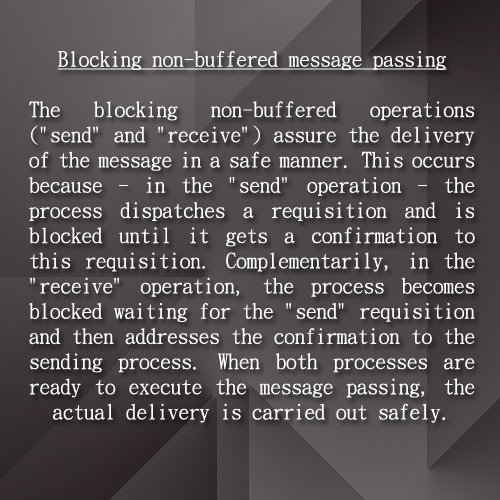 Blocking non-buffered message passing
The blocking non-buffered operations
("send" and "receive") assure the delivery
of the message in a safe manner. This occurs
because - in the "send" operation - the
process dispatches a requisition and is
blocked until it gets a confirmation to
this requisition. Complementarily, in the
"receive" operation, the process becomes
blocked waiting for the "send" requisition
and then addresses the confirmation to the
sending process. When both processes are
ready to execute the message passing, the
actual delivery is carried out safely.